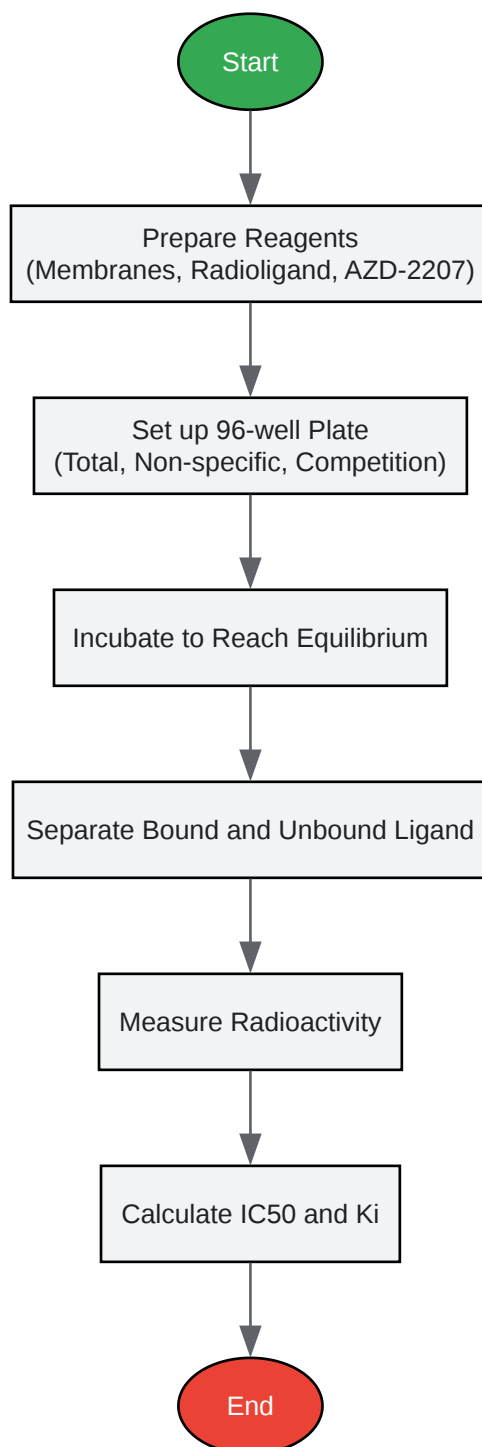 Start
Prepare Reagents
(Membranes, Radioligand, AZD-2207)
Set up 96-well Plate
(Total, Non-specific, Competition)
Incubate to Reach Equilibrium
Separate Bound and Unbound Ligand
Measure Radioactivity
Calculate IC50 and Ki
End